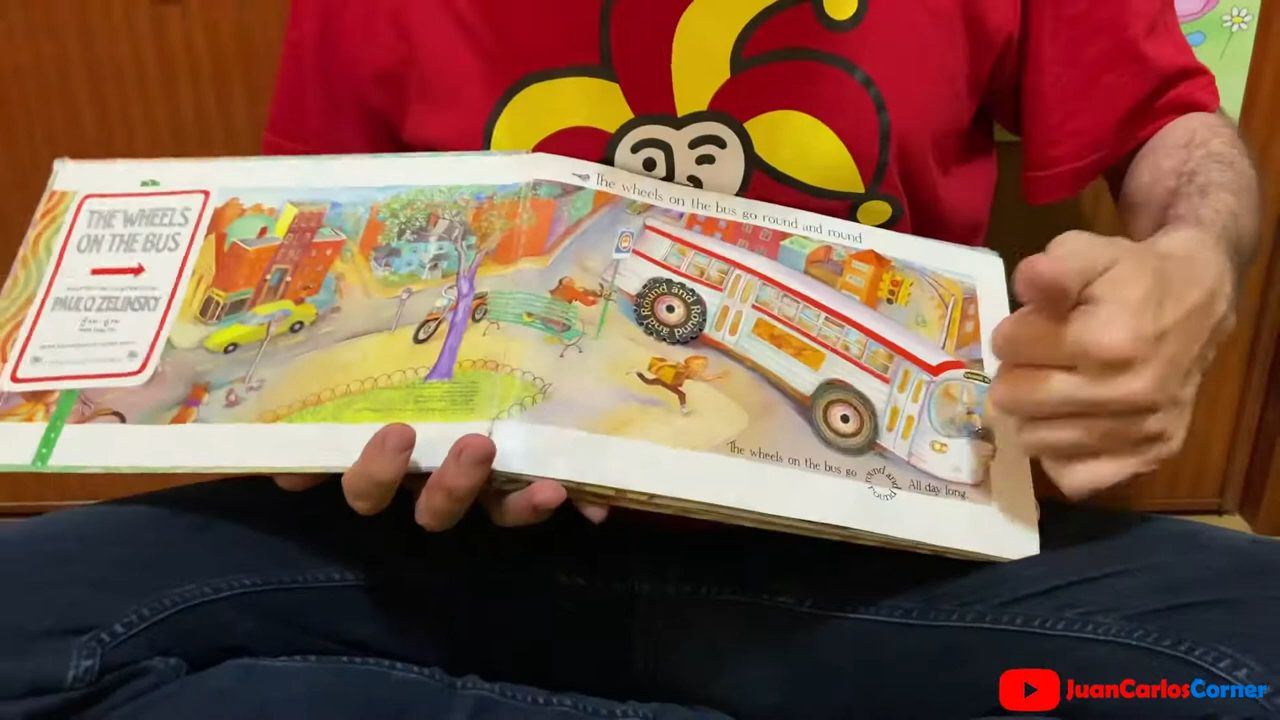 THE WHEELS
ON THE BUS
PAUL O. ZELINSKY
The wheels on the bus go round and round
Round and Round and
The wheels on the bus go round and round All day long.
JuanCarlosCorner